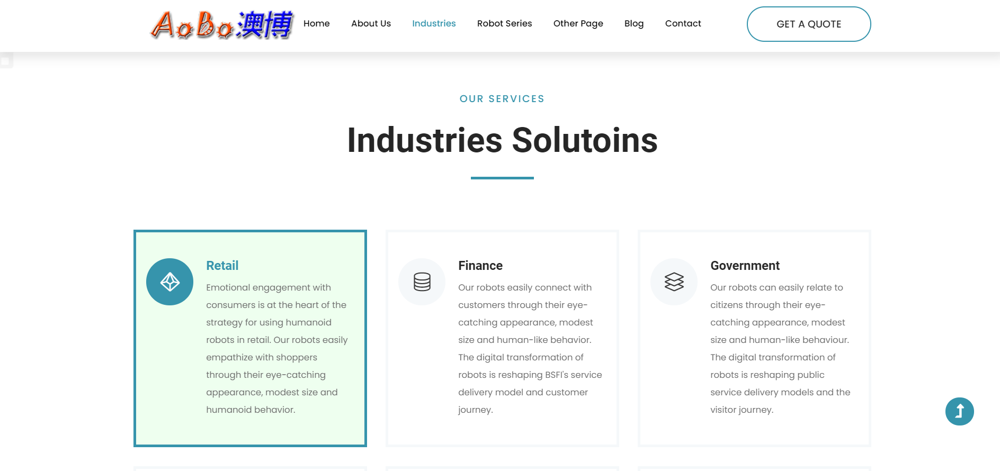 AoBo澳博
Home
About Us
Industries
Robot Series
Other Page
Blog
Contact
GET A QUOTE
OUR SERVICES
Industries Solutoins
Retail
Emotional engagement with
consumers is at the heart of the
strategy for using humanoid
robots in retail. Our robots easily
empathize with shoppers
through their eye-catching
appearance, modest size and
humanoid behavior.
Finance
Our robots easily connect with
customers through their eye-
catching appearance, modest
size and human-like behavior.
The digital transformation of
robots is reshaping BSFI's service
delivery model and customer
journey.
Government
Our robots can easily relate to
citizens through their eye-
catching appearance, modest
size and human-like behaviour.
The digital transformation of
robots is reshaping public
service delivery models and the
visitor journey.